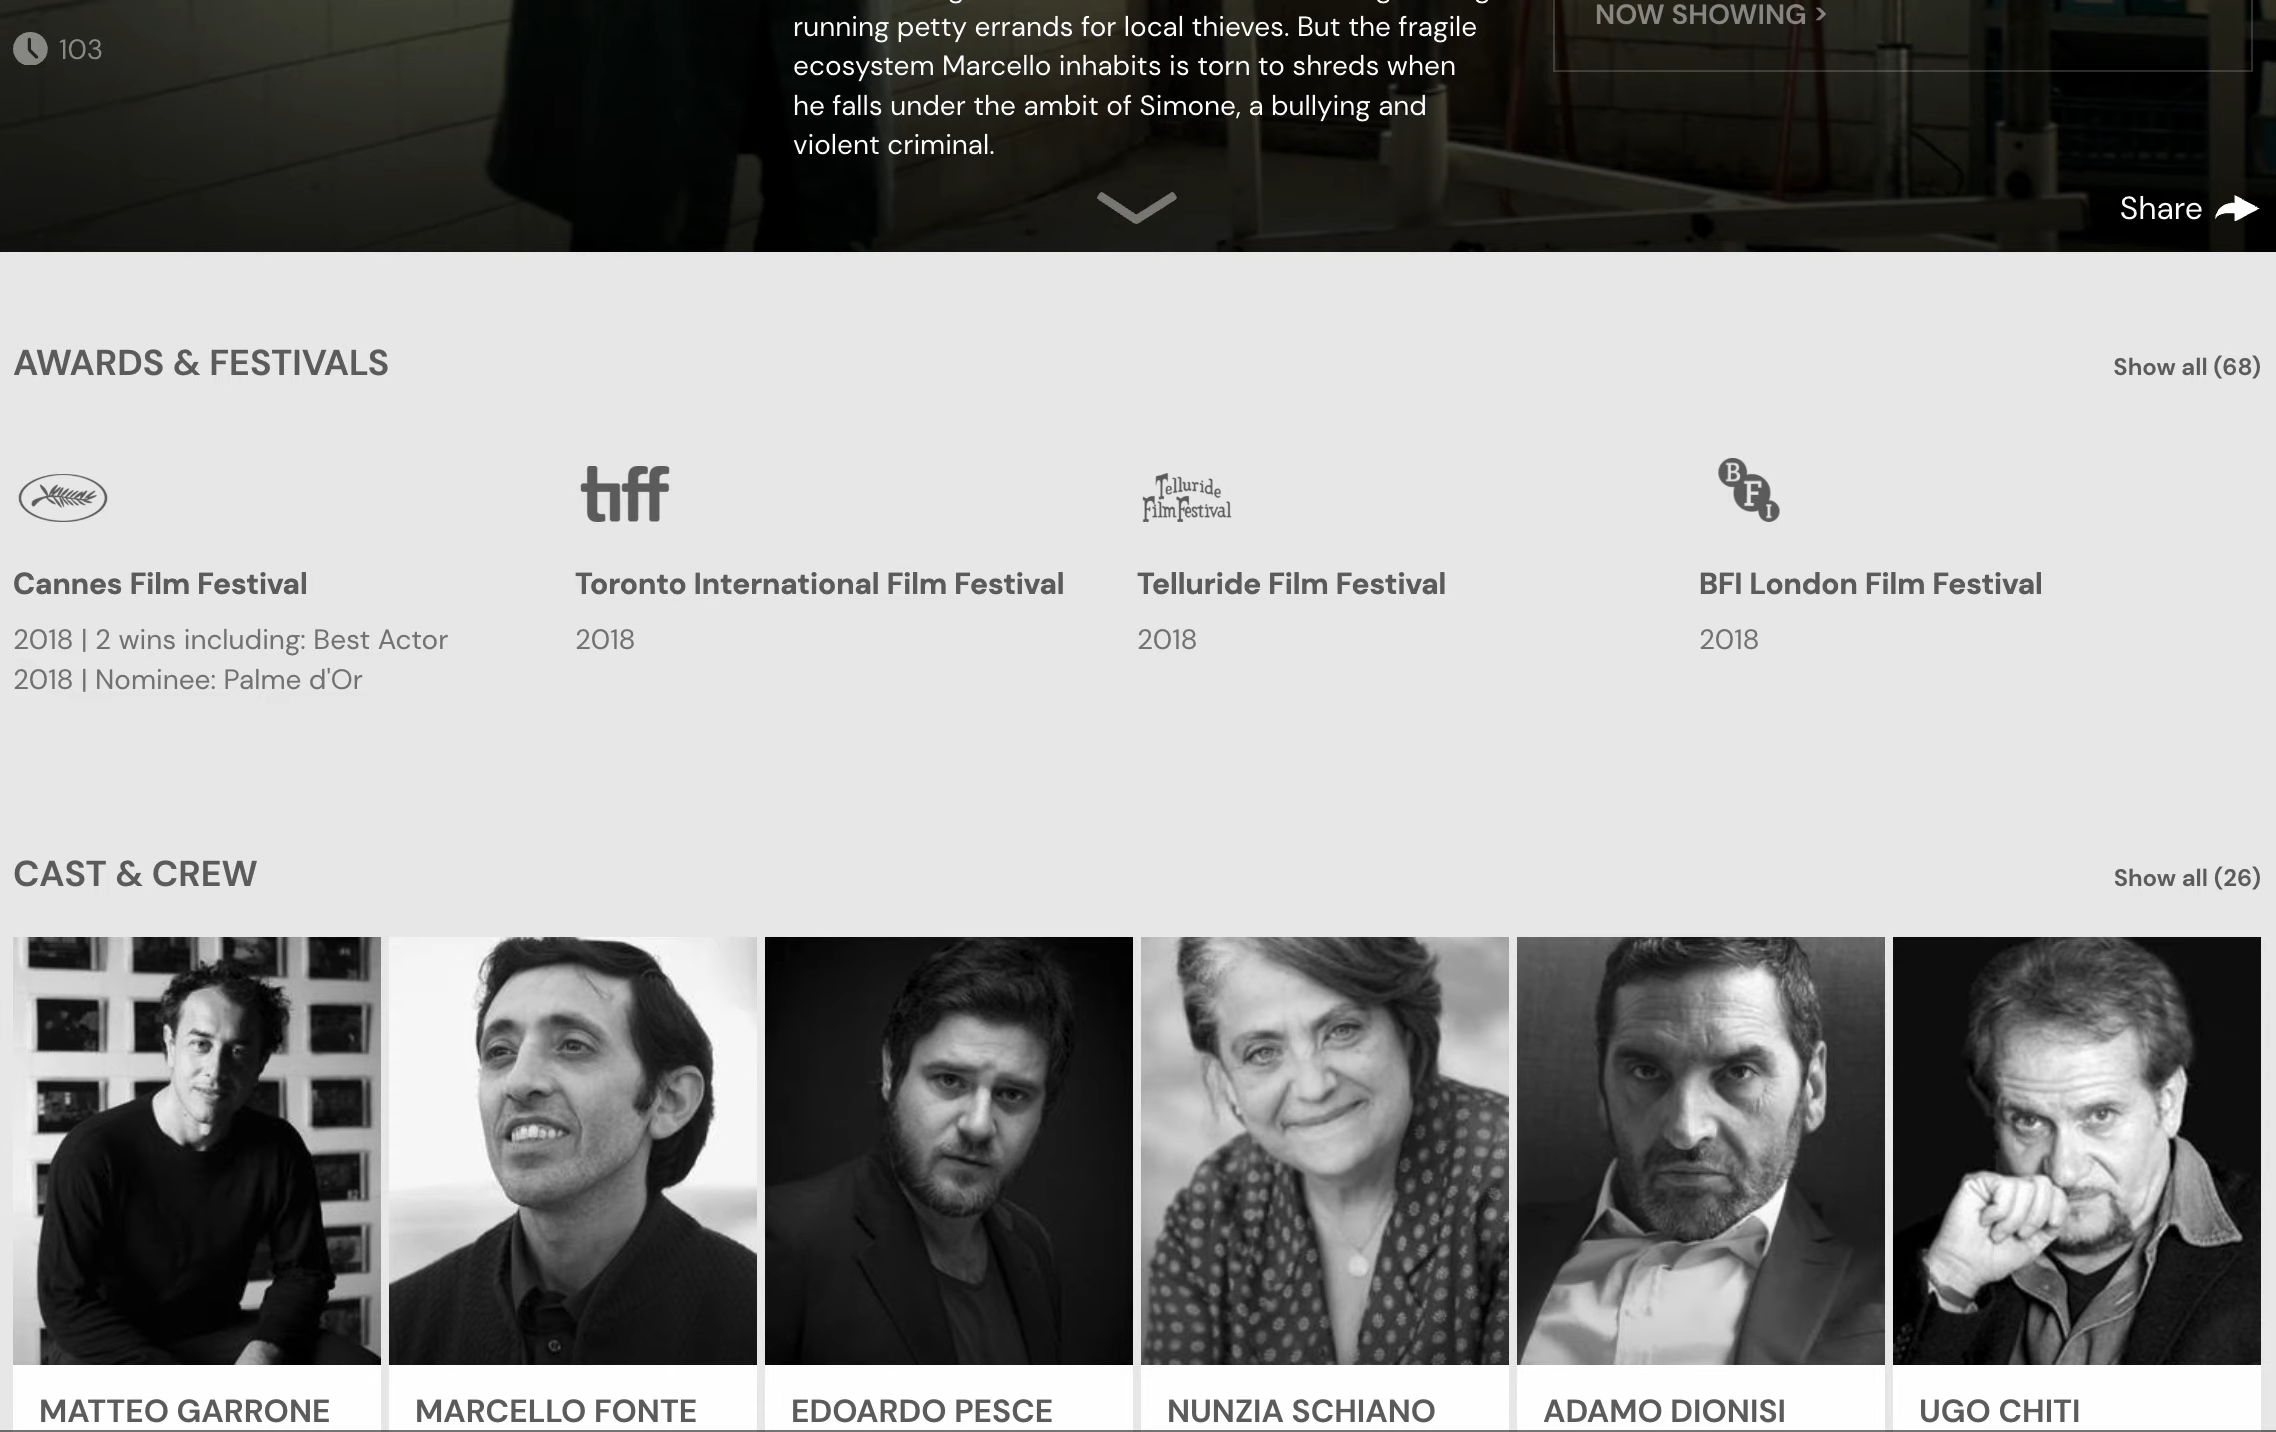 running petty errands for local thieves. But the fragile
ecosystem Marcello inhabits is torn to shreds when
he falls under the ambit of Simone, a bullying and
violent criminal.
103
NOW SHOWING >
Share
AWARDS & FESTIVALS
Show all (68)
tiff
Telluride
FilmFestival
BFI
Cannes Film Festival
2018 | 2 wins including: Best Actor
2018 | Nominee: Palme d'Or
Toronto International Film Festival
2018
Telluride Film Festival
2018
BFI London Film Festival
2018
CAST & CREW
Show all (26)
MATTEO GARRONE
MARCELLO FONTE
EDOARDO PESCE
NUNZIA SCHIANO
ADAMO DIONISI
UGO CHITI